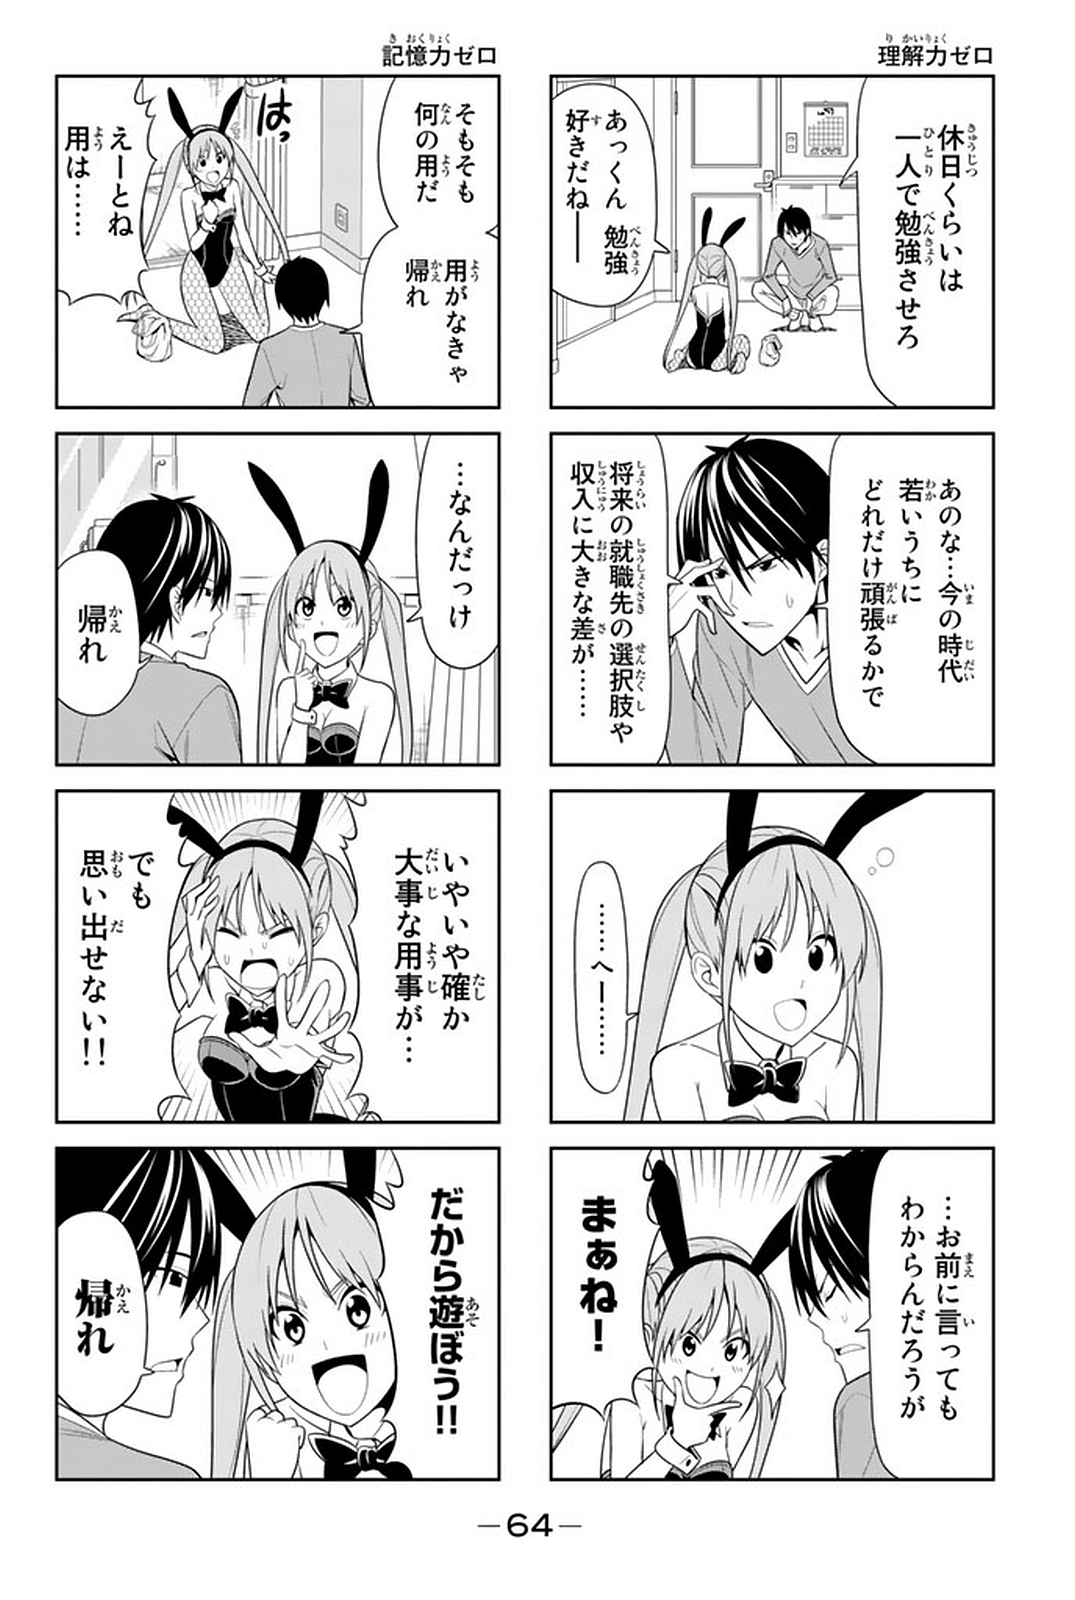 理解力ゼロ
休日くらいは
一人で勉強させろ
あっくん 勉強
好きだねー
あのな…今の時代
若いうちに
どれだけ頑張るかで
将来の就職先の選択肢や
収入に大きな差が……
……へー……
…お前に言っても
わからんだろうが
まぁね!
記憶力ゼロ
そもそも
何の用だ
用がなきゃ
帰れ
はっ
えーとね
用は……
…なんだっけ
帰れ
いやいや確か
大事な用事が…
でも
思い出せない!!
だから遊ぼう!!
帰れ
—64—